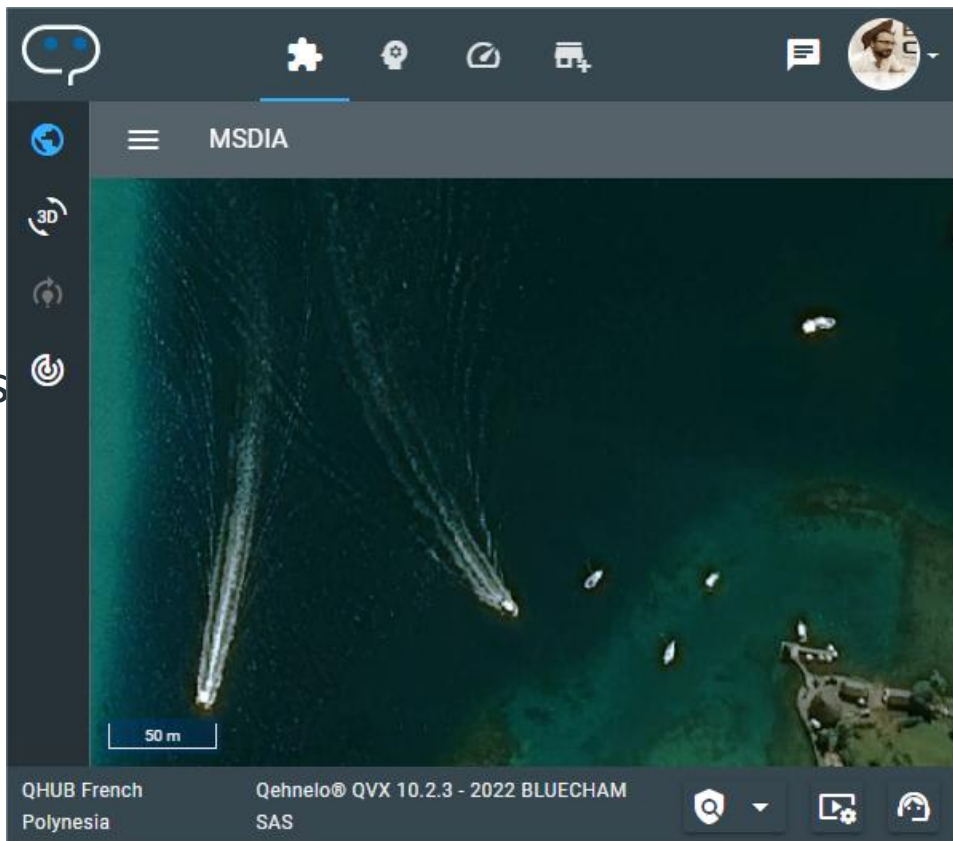 MSDIA
3D
s
50 m
QHUB French
Polynesia
Qehnelo® QVX 10.2.3 - 2022 BLUECHAM
SAS